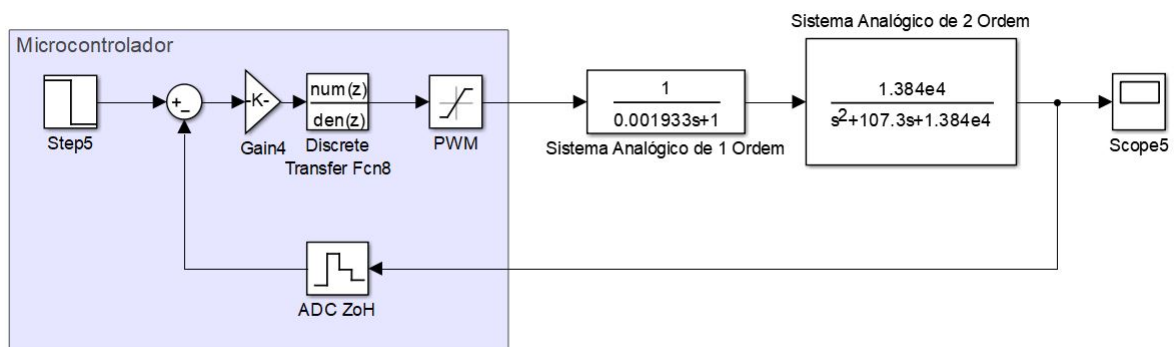 Sistema Analógico de 2 Ordem
Microcontrolador
Step5
+
-
-K-
Gain4
num(z)
den(z)
Discrete
Transfer Fcn8
PWM
1
0.001933s+1
Sistema Analógico de 1 Ordem
1.384e4
s²+107.3s+1.384e4
Scope5
ADC ZoH